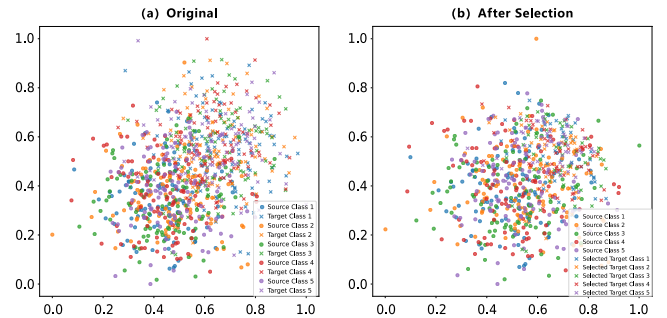 (a) Original
1.0
0.8
0.6
0.4
0.2
0.0
0.0 0.2 0.4 0.6 0.8 1.0
Source Class 1
Target Class 1
Source Class 2
Target Class 2
Source Class 3
Target Class 3
Source Class 4
Target Class 4
Source Class 5
Target Class 5
(b) After Selection
1.0
0.8
0.6
0.4
0.2
0.0
0.0 0.2 0.4 0.6 0.8 1.0
Source Class 1
Source Class 2
Source Class 3
Source Class 4
Source Class 5
Selected Target Class 1
Selected Target Class 2
Selected Target Class 3
Selected Target Class 4
Selected Target Class 5